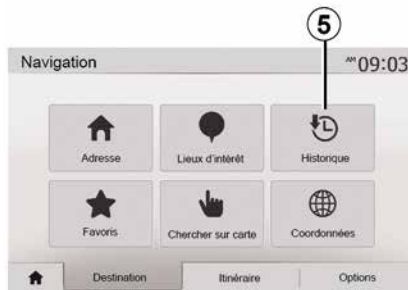 5
Navigation
AM 09:03
Adresse
Lieux d'intérêt
Historique
Favoris
Chercher sur carte
Coordonnées
Destination
Itinéraire
Options